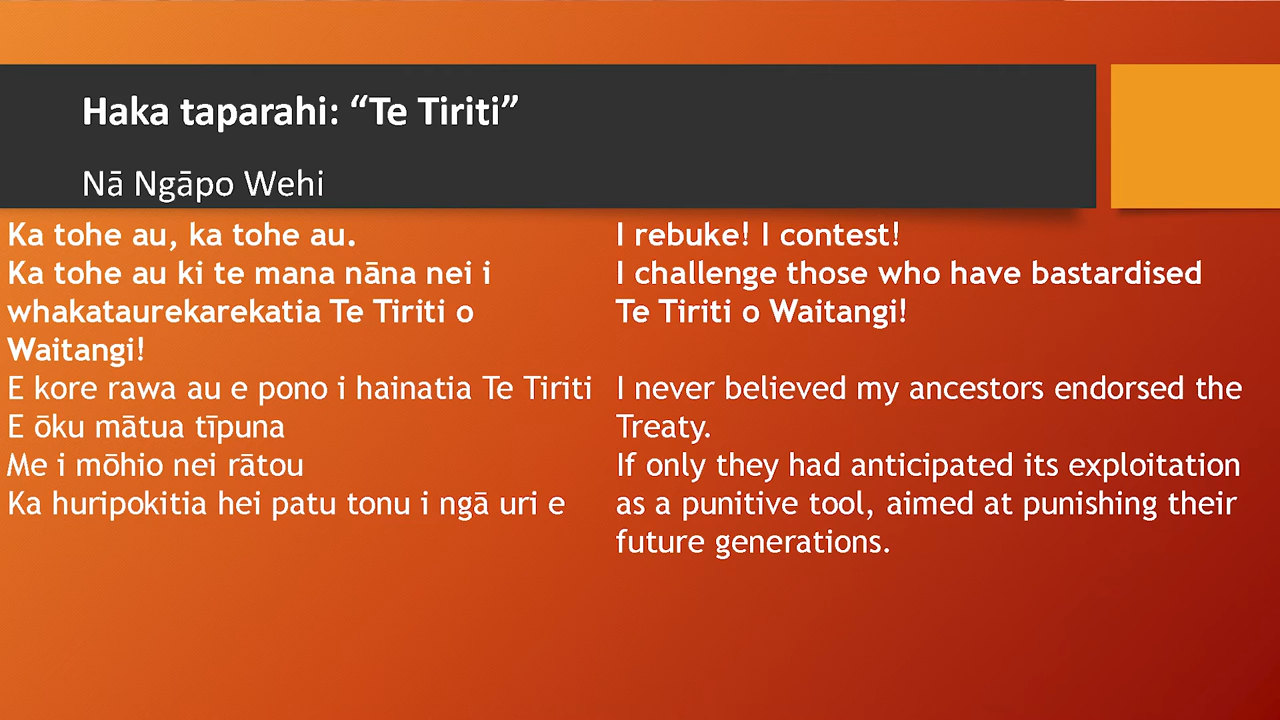 Haka taparahi: “Te Tiriti”
Nā Ngāpo Wehi
Ka tohe au, ka tohe au.
Ka tohe au ki te mana nāna nei i
whakataurekarekatia Te Tiriti o
Waitangi!
E kore rawa au e pono i hainatia Te Tiriti
E ōku mātua tīpuna
Me i mōhio nei rātou
Ka huripokitia hei patu tonu i ngā uri e
I rebuke! I contest!
I challenge those who have bastardised
Te Tiriti o Waitangi!
I never believed my ancestors endorsed the
Treaty.
If only they had anticipated its exploitation
as a punitive tool, aimed at punishing their
future generations.